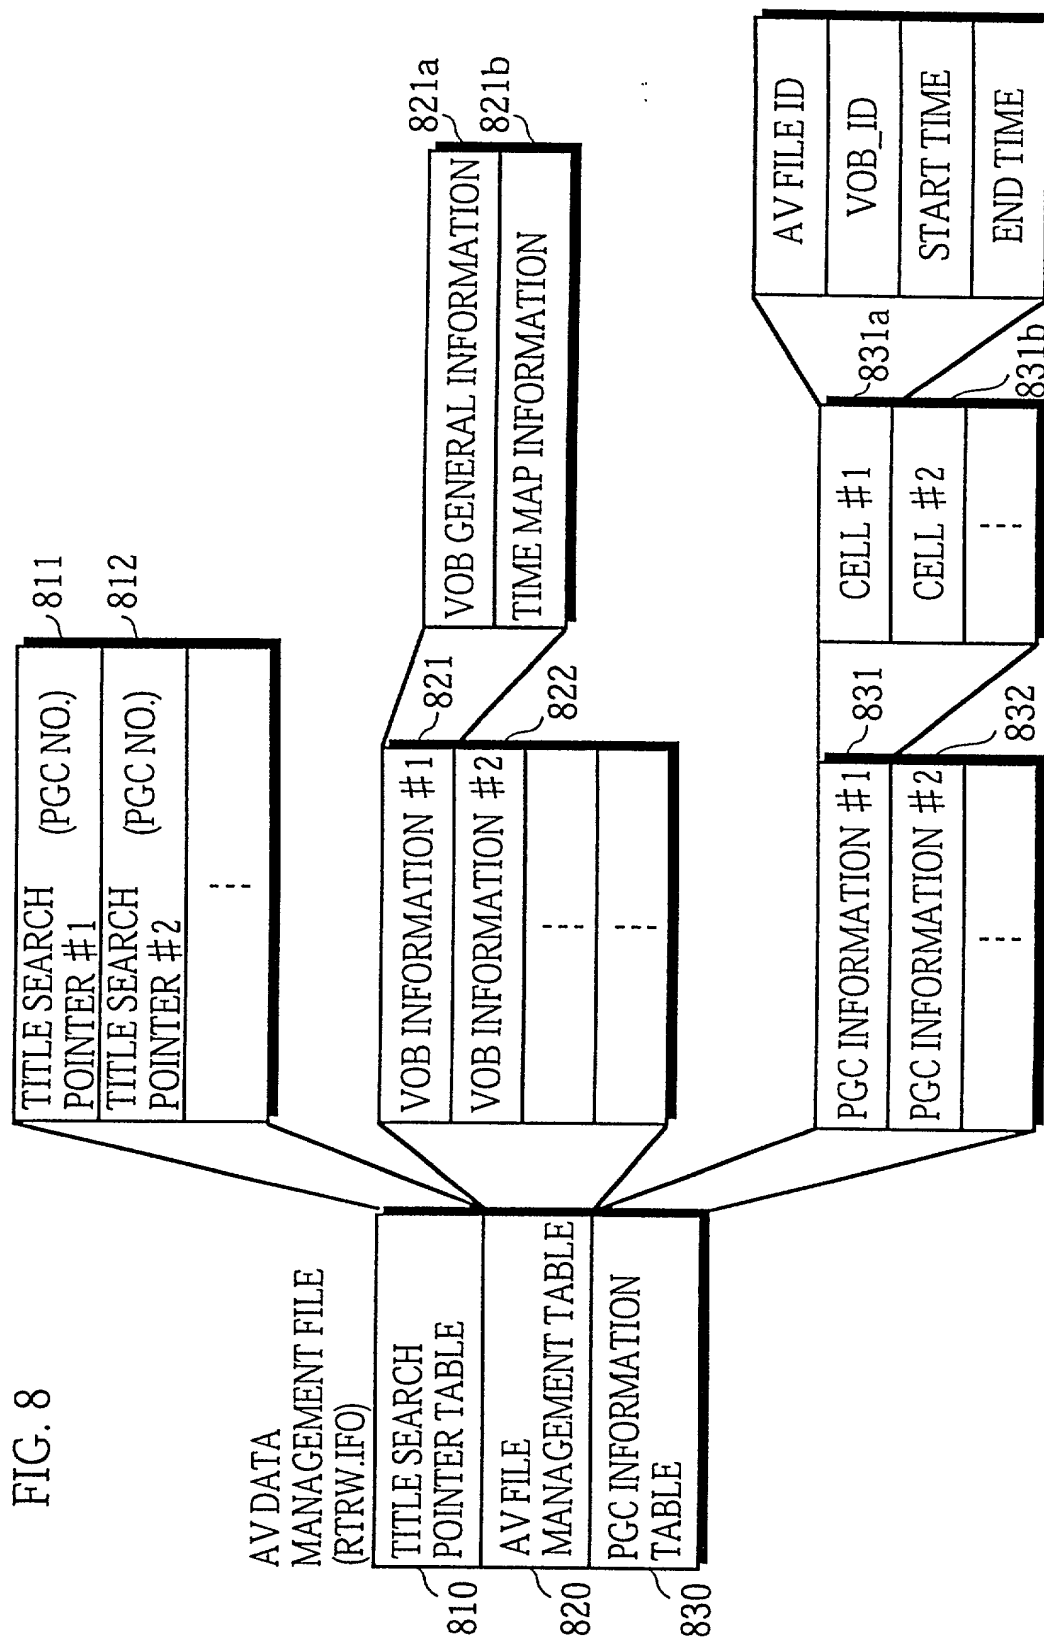 FIG. 8
AV DATA
MANAGEMENT FILE
(RTRW.IFO)
TITLE SEARCH
POINTER TABLE
810
AV FILE
MANAGEMENT TABLE
820
PGC INFORMATION
TABLE
830
TITLE SEARCH
POINTER #1 (PGC NO.)
811
TITLE SEARCH
POINTER #2 (PGC NO.)
812
VOB INFORMATION #1
821
VOB INFORMATION #2
822
VOB GENERAL INFORMATION
821a
TIME MAP INFORMATION
821b
PGC INFORMATION #1
831
PGC INFORMATION #2
832
CELL #1
831a
CELL #2
831b
AV FILE ID
VOB_ID
START TIME
END TIME